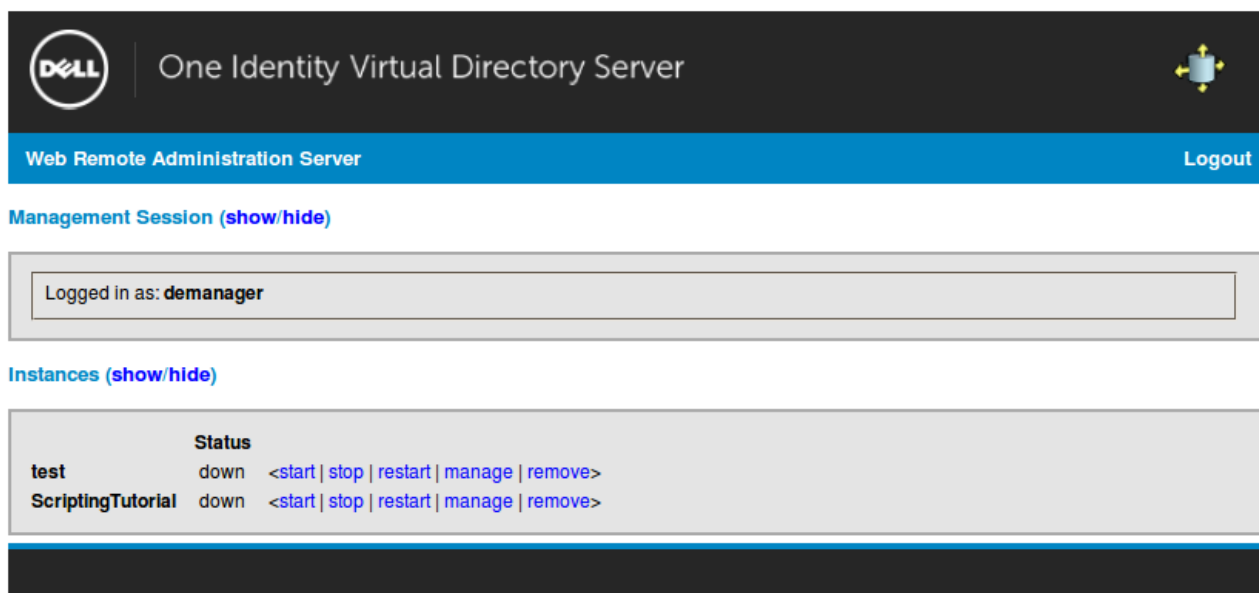 DELL
One Identity Virtual Directory Server
Web Remote Administration Server Logout
Management Session (show/hide)
Logged in as: demanager
Instances (show/hide)
Status
test down <start | stop | restart | manage | remove>
ScriptingTutorial down <start | stop | restart | manage | remove>